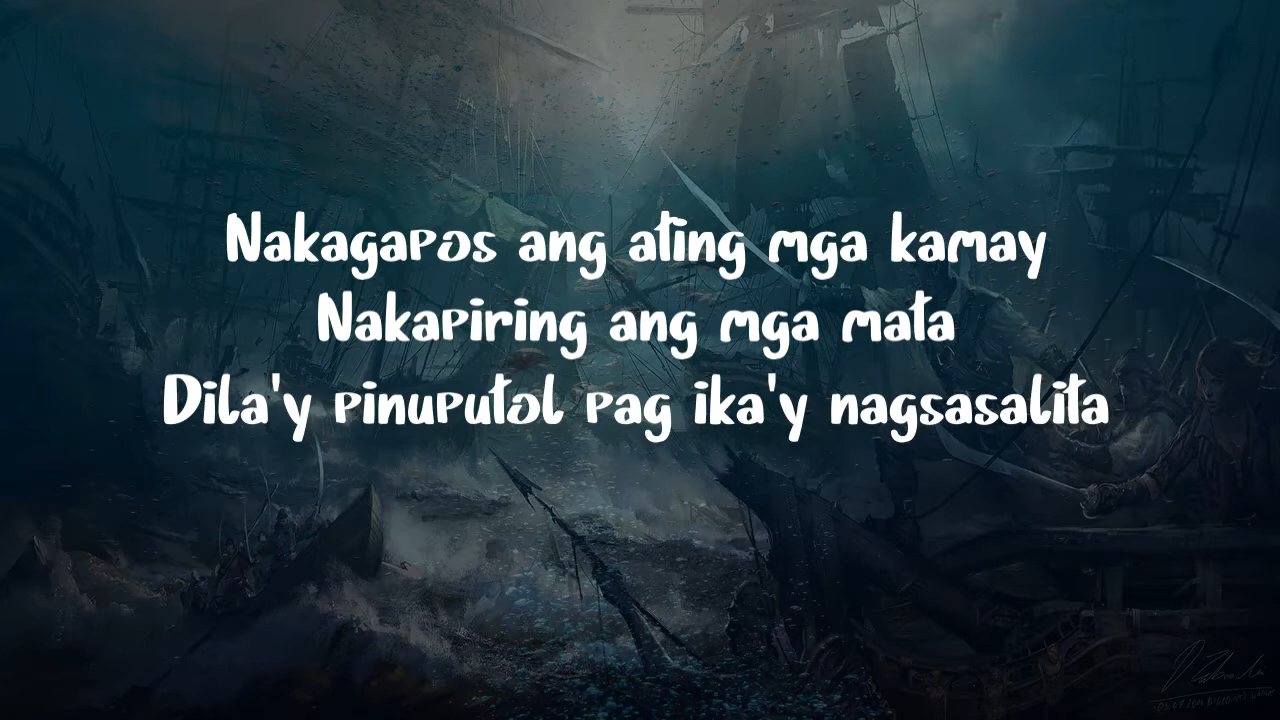 Nakagapos ang ating mga kamay
Nakapiring ang mga mata
Dila'y pinuputol pag ika'y nagsasalita